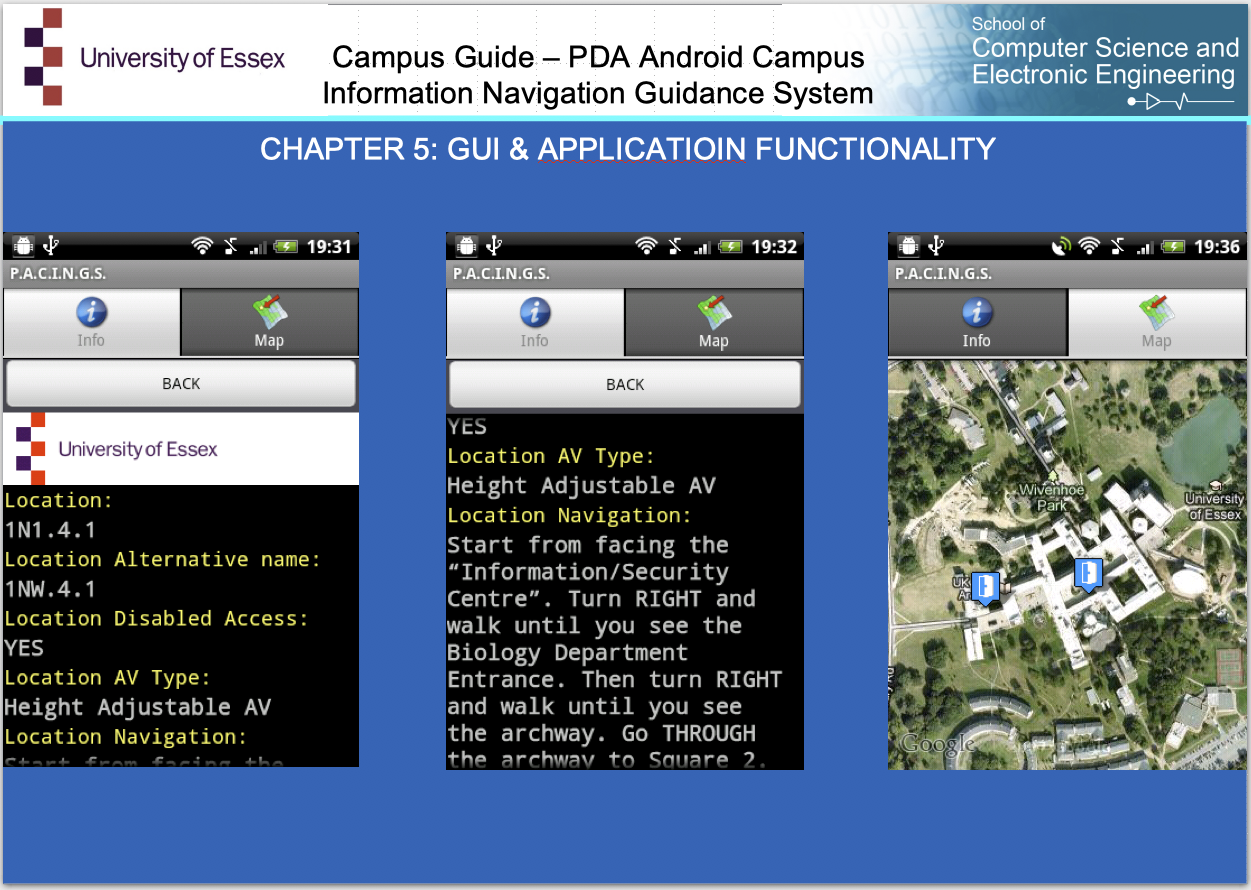 University of Essex
Campus Guide – PDA Android Campus
Information Navigation Guidance System
School of
Computer Science and
Electronic Engineering
CHAPTER 5: GUI & APPLICATIOIN FUNCTIONALITY
19:31
P.A.C.I.N.G.S.
Info
Map
BACK
University of Essex
Location:
1N1.4.1
Location Alternative name:
1NW.4.1
Location Disabled Access:
YES
Location AV Type:
Height Adjustable AV
Location Navigation:
Start from facing the
19:32
P.A.C.I.N.G.S.
Info
Map
BACK
YES
Location AV Type:
Height Adjustable AV
Location Navigation:
Start from facing the
“Information/Security
Centre”. Turn RIGHT and
walk until you see the
Biology Department
Entrance. Then turn RIGHT
and walk until you see
the archway. Go THROUGH
the archway to Square 2.
19:36
P.A.C.I.N.G.S.
Info
Map
Wivenhoe
Park
University
of Essex
UK
Google